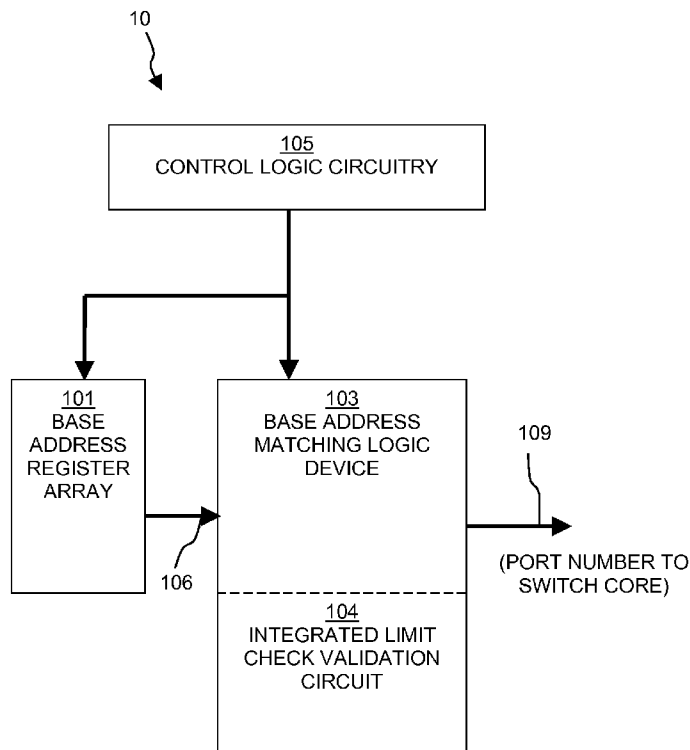 10
105
CONTROL LOGIC CIRCUITRY
101
BASE
ADDRESS
REGISTER
ARRAY
103
BASE ADDRESS
MATCHING LOGIC
DEVICE
109
106
(PORT NUMBER TO
SWITCH CORE)
104
INTEGRATED LIMIT
CHECK VALIDATION
CIRCUIT